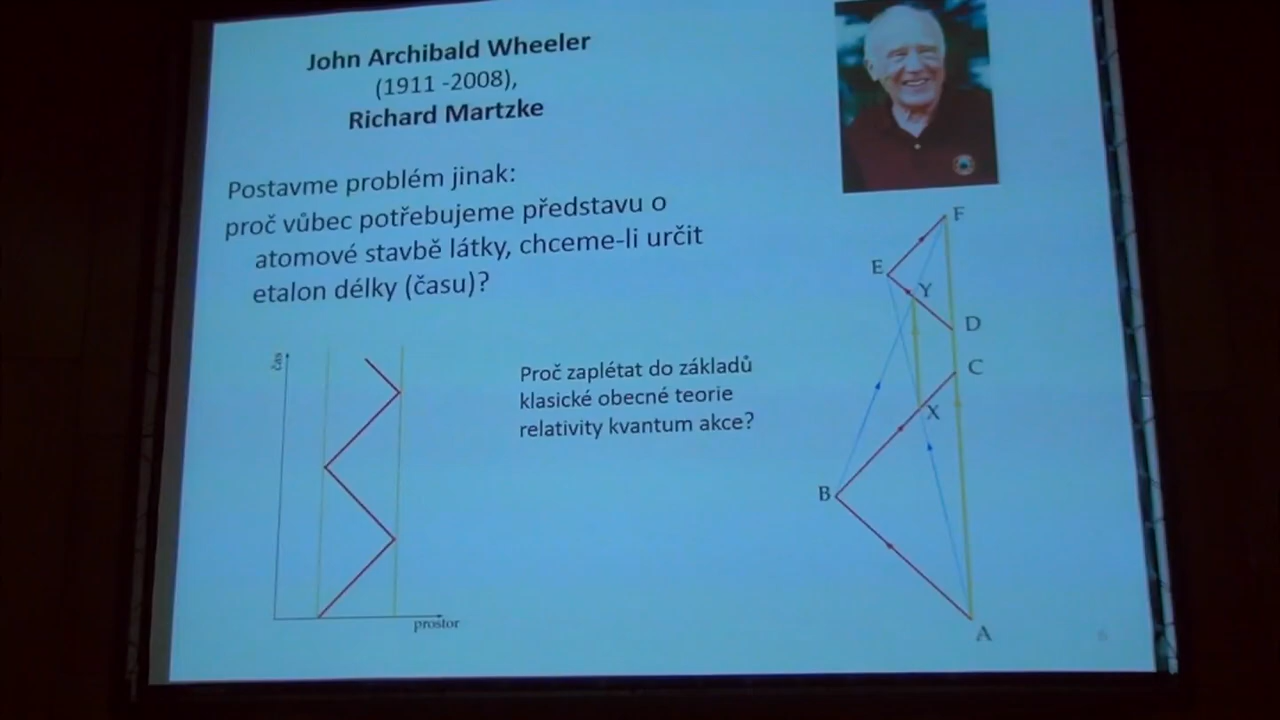 John Archibald Wheeler
(1911 -2008),
Richard Martzke
Postavme problém jinak:
proč vůbec potřebujeme představu o
atomové stavbě látky, chceme-li určit
etalon délky (času)?
Proč zaplétat do základů
klasické obecné teorie
relativity kvantum akce?
čas
prostor
F
E
Y
D
C
X
B
A